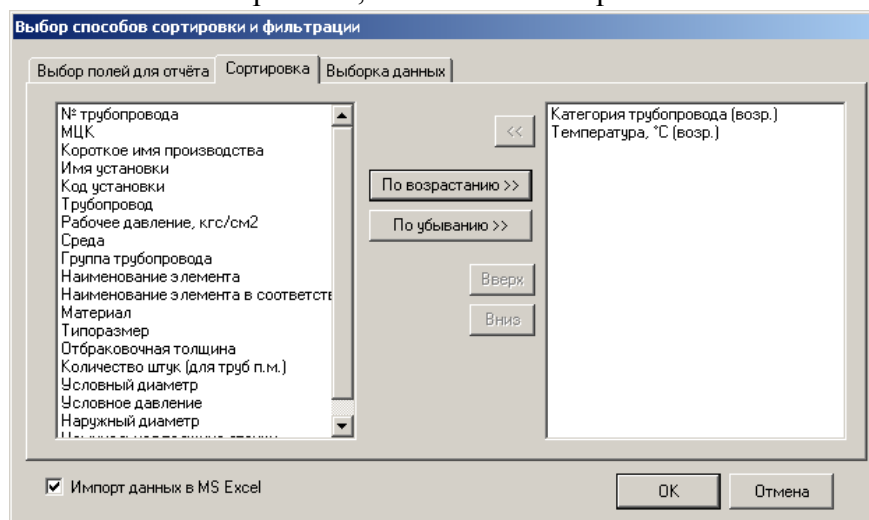 Выбор способов сортировки и фильтрации
Выбор полей для отчёта
Сортировка
Выборка данных
№ трубопровода
МЦК
Короткое имя производства
Имя установки
Код установки
Трубопровод
Рабочее давление, кгс/см2
Среда
Группа трубопровода
Наименование элемента
Наименование элемента в соответств
Материал
Типоразмер
Отбраковочная толщина
Количество штук (для труб п.м.)
Условный диаметр
Условное давление
Наружный диаметр
<<
По возрастанию >>
По убыванию >>
Вверх
Вниз
Категория трубопровода (возр.)
Температура, °C (возр.)
Импорт данных в MS Excel
OK
Отмена